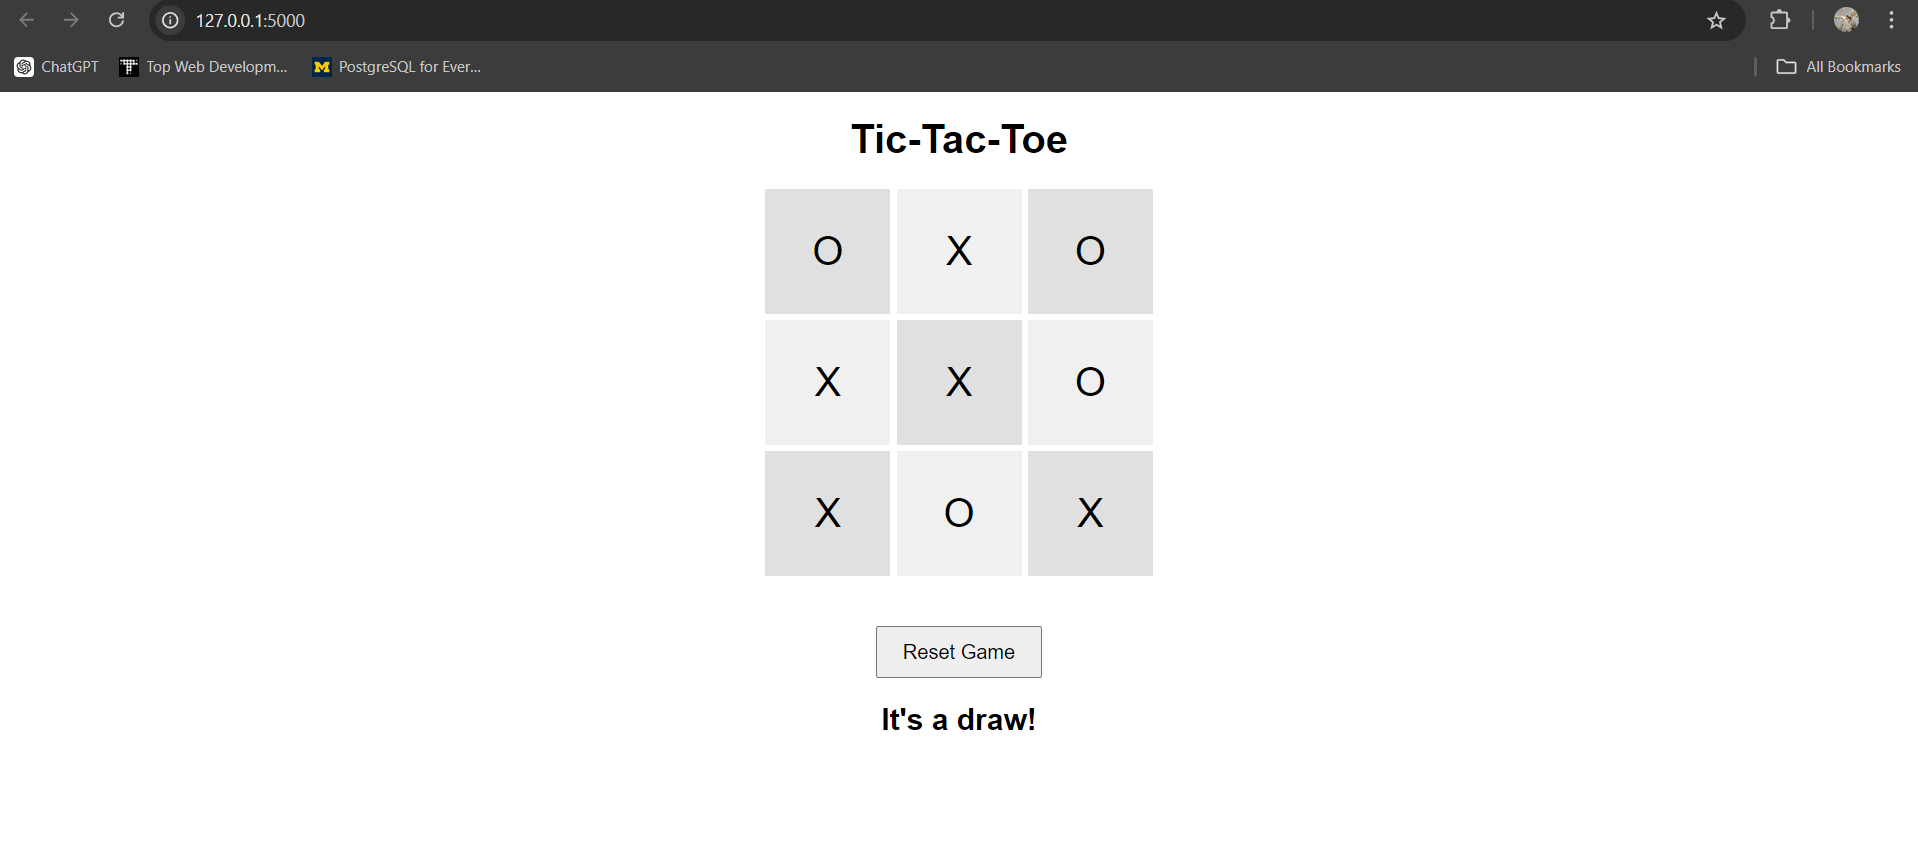 127.0.0.1:5000
ChatGPT Top Web Developm... PostgreSQL for Ever... All Bookmarks
Tic-Tac-Toe
O X O
X X O
X O X
Reset Game
It's a draw!